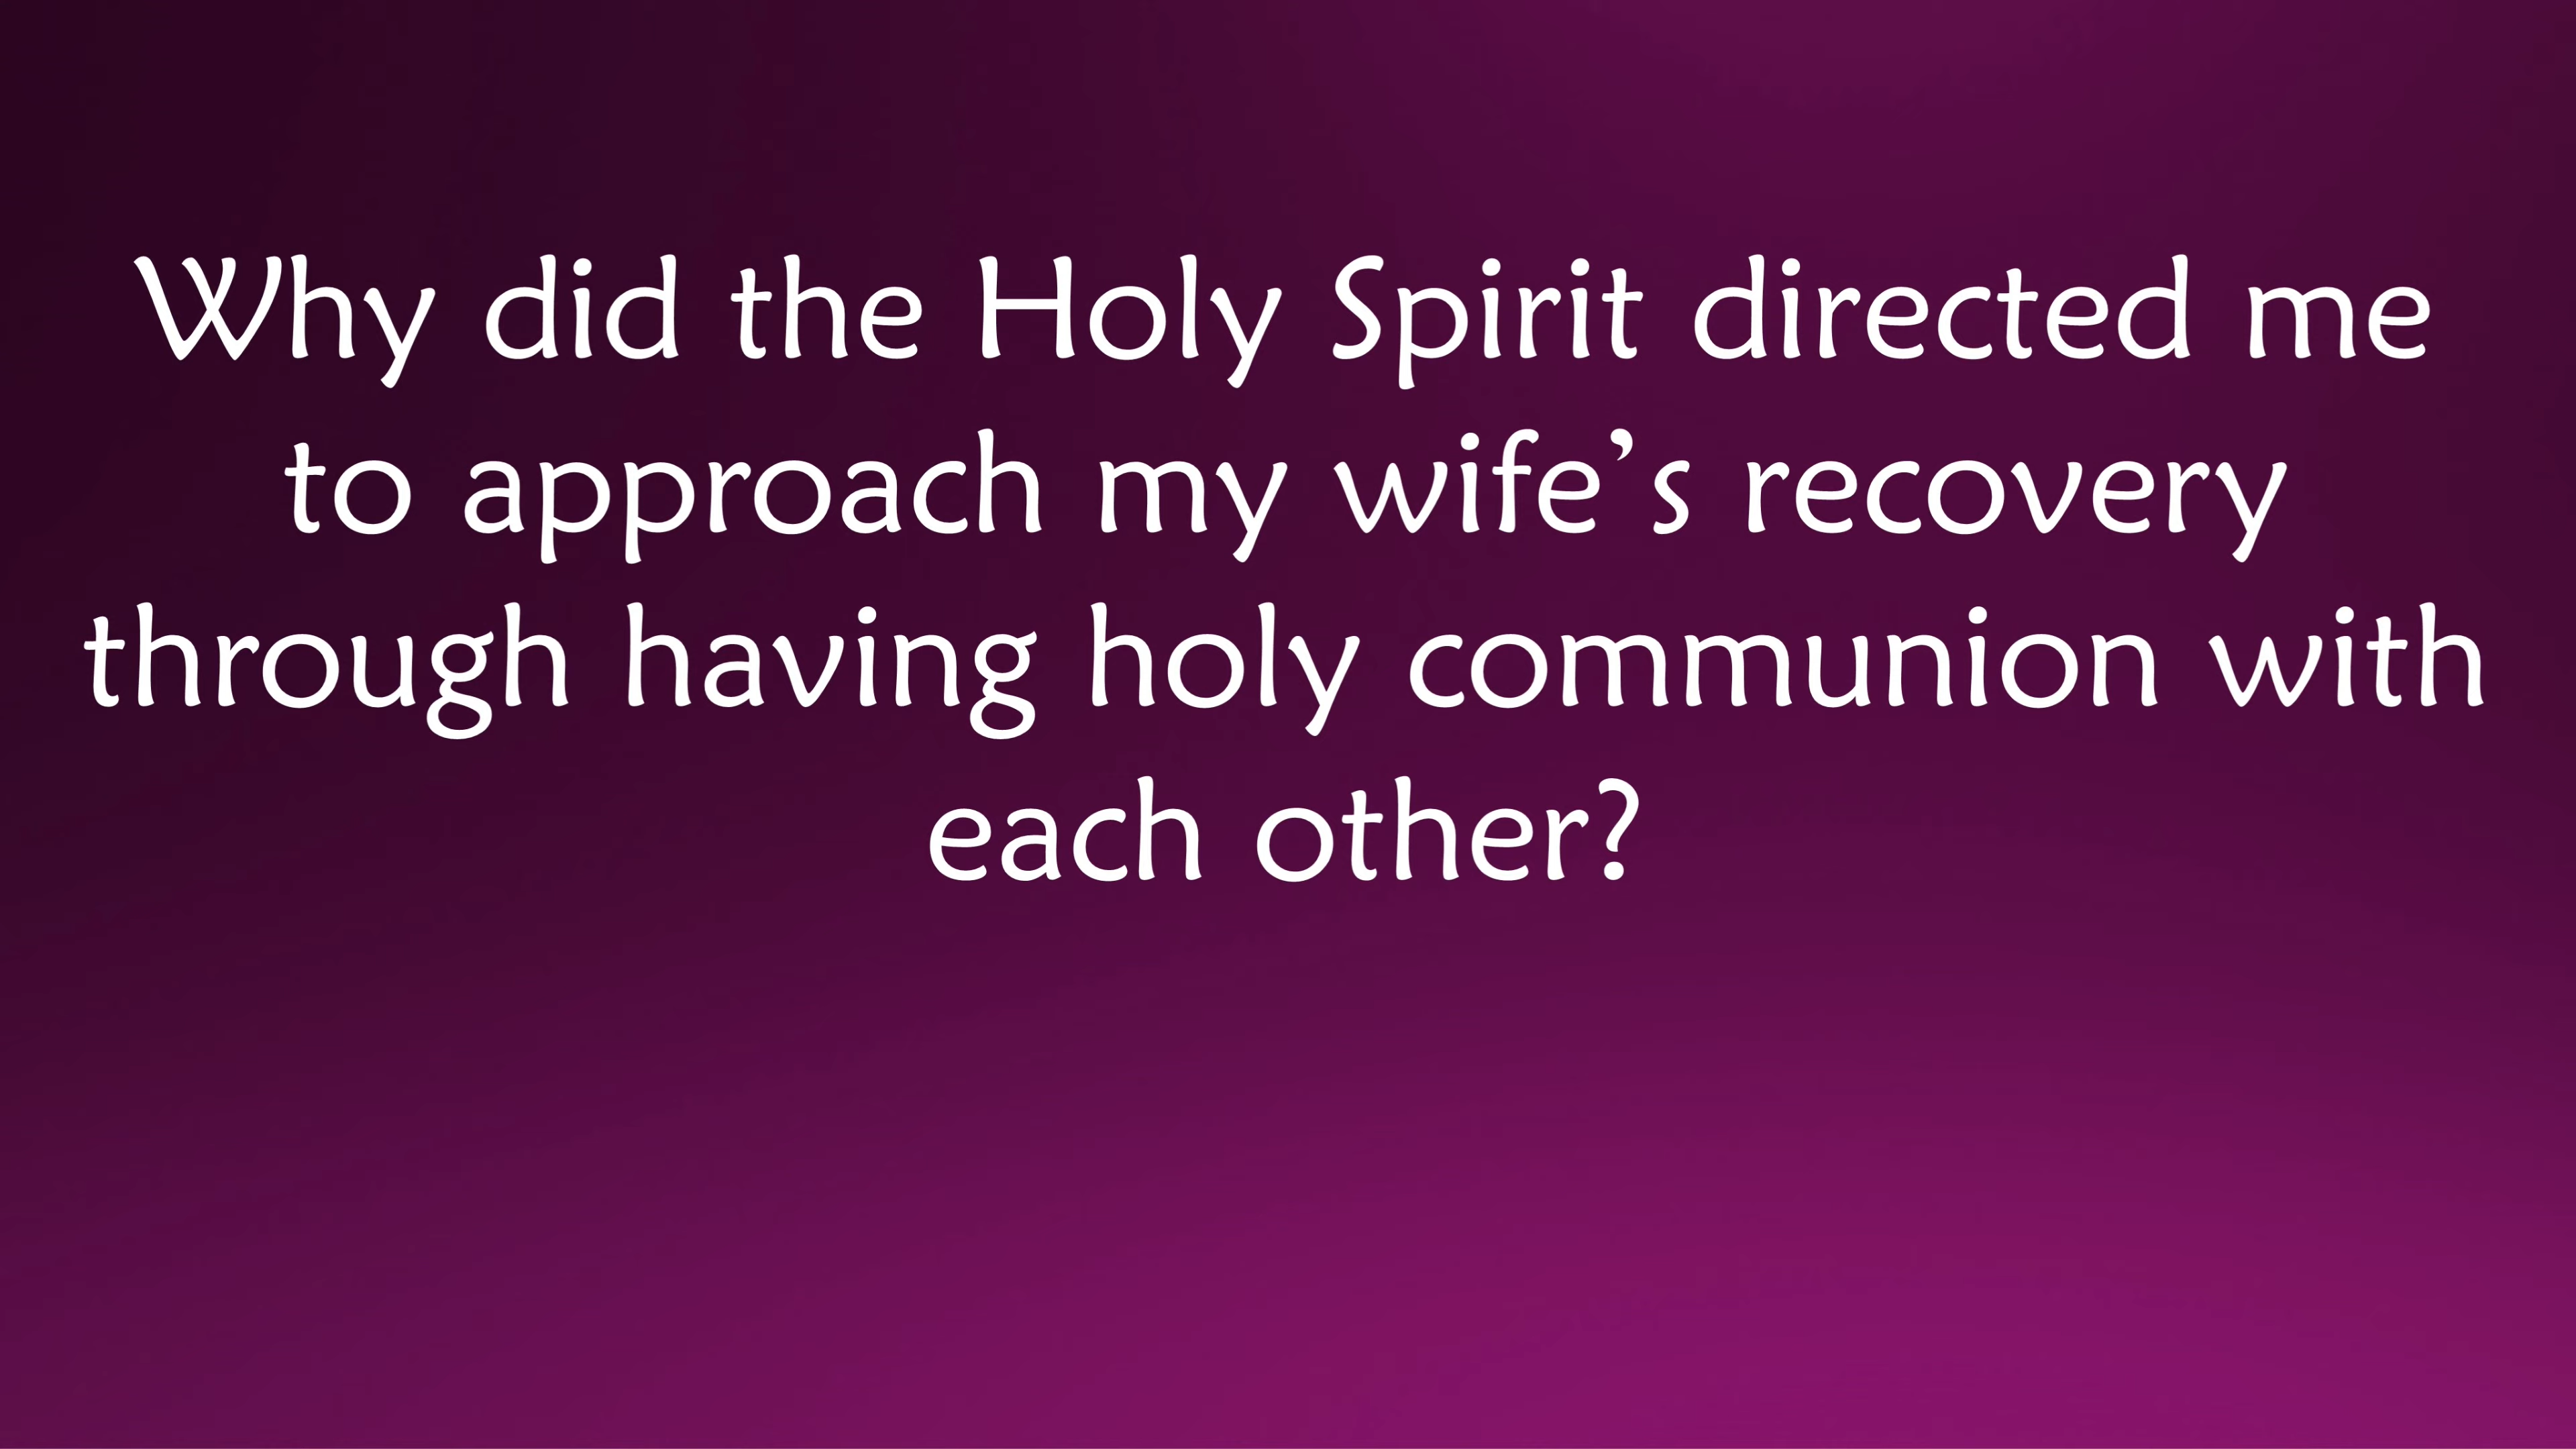 Why did the Holy Spirit directed me
to approach my wife’s recovery
through having holy communion with
each other?